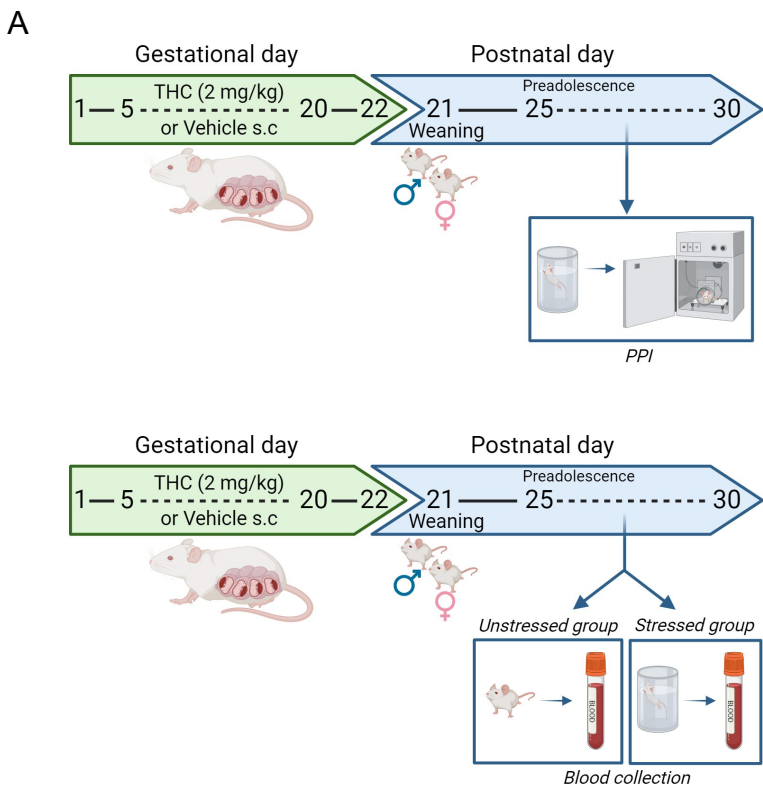 A
Gestational day
Postnatal day
THC (2 mg/kg)
Preadolescence
1 5 20 22 21 25 30
or Vehicle s.c
Weaning
PPI
Gestational day
Postnatal day
THC (2 mg/kg)
Preadolescence
1 5 20 22 21 25 30
or Vehicle s.c
Weaning
Unstressed group
Stressed group
BLOOD
BLOOD
Blood collection